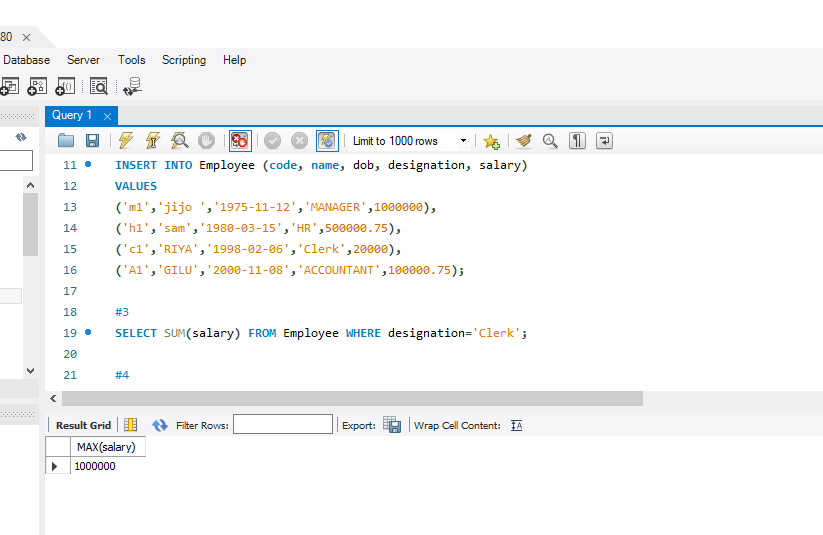 80 ×
Database Server Tools Scripting Help
Query 1 ×
Limit to 1000 rows
11 INSERT INTO Employee (code, name, dob, designation, salary)
12 VALUES
13 ('m1','jijo ','1975-11-12','MANAGER',1000000),
14 ('h1','sam','1980-03-15','HR',500000.75),
15 ('c1','RIYA','1998-02-06','Clerk',20000),
16 ('A1','GILU','2000-11-08','ACCOUNTANT',100000.75);
17
18 #3
19 SELECT SUM(salary) FROM Employee WHERE designation='Clerk';
20
21 #4
Result Grid Filter Rows: Export: Wrap Cell Content:
MAX(salary)
1000000